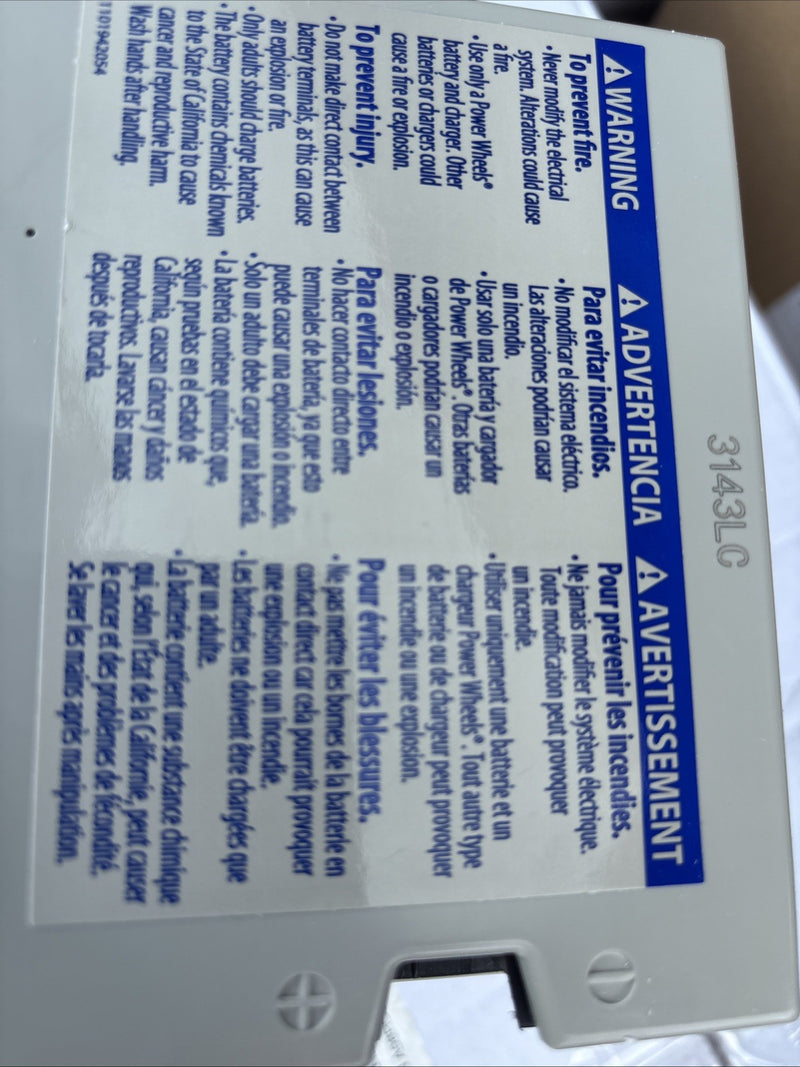 3143LC
⚠ WARNING
To prevent fire.
• Never modify the electrical
system. Alterations could cause
a fire.
• Use only a Power Wheels®
battery and charger. Other
batteries or chargers could
cause a fire or explosion.
To prevent injury.
• Do not make direct contact between
battery terminals, as this can cause
an explosion or fire.
• Only adults should charge batteries.
• The battery contains chemicals known
to the State of California to cause
cancer and reproductive harm.
Wash hands after handling.
1101942054
⚠ ADVERTENCIA
Para evitar incendios.
• No modificar el sistema eléctrico.
Las alteraciones podrían causar
un incendio.
• Usar solo una batería y cargador
de Power Wheels®. Otras baterías
o cargadores podrían causar un
incendio o explosión.
Para evitar lesiones.
• No hacer contacto directo entre
terminales de batería, ya que esto
puede causar una explosión o incendio.
• Solo un adulto debe cargar una batería.
• La batería contiene químicos que,
según pruebas en el estado de
California, causan cáncer y daños
reproductivos. Lavarse las manos
después de tocarla.
⚠ AVERTISSEMENT
Pour prévenir les incendies.
• Ne jamais modifier le système électrique.
Toute modification peut provoquer
un incendie.
• Utiliser uniquement une batterie et un
chargeur Power Wheels®. Tout autre type
de batterie ou de chargeur peut provoquer
un incendie ou une explosion.
Pour éviter les blessures.
• Ne pas mettre les bornes de la batterie en
contact direct car cela pourrait provoquer
une explosion ou un incendie.
• Les batteries ne doivent être chargées que
par un adulte.
• La batterie contient une substance chimique
qui, selon l'État de la Californie, peut causer
le cancer et des problèmes de fécondité.
Se laver les mains après manipulation.